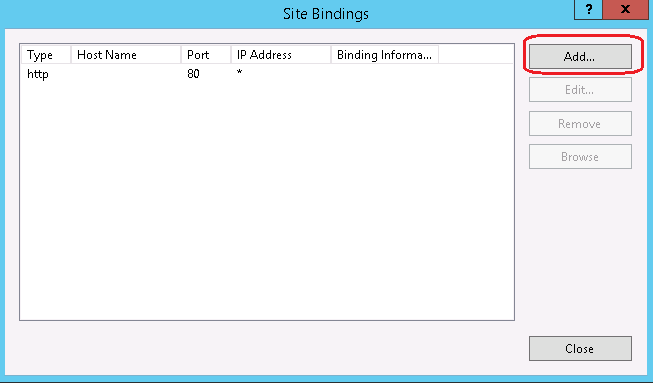 Site Bindings
? x
Type Host Name Port IP Address Binding Informa...
http 80 *
Add...
Edit...
Remove
Browse
Close